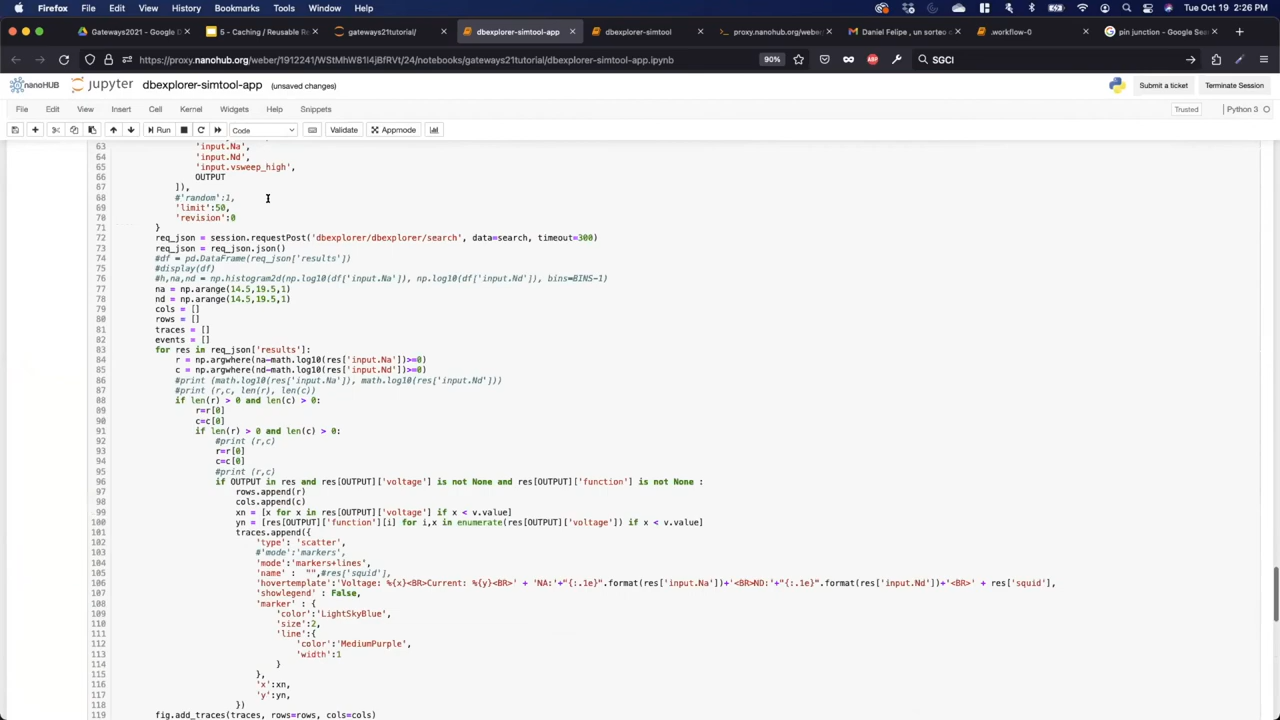 Firefox File Edit View History Bookmarks Tools Window Help Tue Oct 19 2:26 PM
Gateways2021 - Google D 5 - Caching / Reusable Re gateways21tutorial/ dbexplorer-simtool-app dbexplorer-simtool proxy.nanohub.org/weber Daniel Felipe, un sorteo c .workflow-0 pin junction - Google Sea
https://proxy.nanohub.org/weber/1912241/WStMhW81l4jBfRVt/24/notebooks/gateways21tutorial/dbexplorer-simtool-app.ipynb 90% SGCI
nanoHUB jupyter dbexplorer-simtool-app (unsaved changes) Submit a ticket Terminate Session
File Edit View Insert Cell Kernel Widgets Help Snippets Trusted Python 3
Run Code Validate Appmode
63 'input.Na',
64 'input.Nd',
65 'input.vsweep_high',
66 OUTPUT
67 ]),
68 #'random':1,
69 'limit':50,
70 'revision':0
71 }
72 req_json = session.requestPost('dbexplorer/dbexplorer/search', data=search, timeout=300)
73 req_json = req_json.json()
74 #df = pd.DataFrame(req_json['results'])
75 #display(df)
76 #h,na,nd = np.histogram2d(np.log10(df['input.Na']), np.log10(df['input.Nd']), bins=BINS-1)
77 na = np.arange(14.5,19.5,1)
78 nd = np.arange(14.5,19.5,1)
79 cols = []
80 rows = []
81 traces = []
82 events = []
83 for res in req_json['results']:
84 r = np.argwhere(na-math.log10(res['input.Na'])>=0)
85 c = np.argwhere(nd-math.log10(res['input.Nd'])>=0)
86 #print (math.log10(res['input.Na']), math.log10(res['input.Nd']))
87 #print (r,c, len(r), len(c))
88 if len(r) > 0 and len(c) > 0:
89 r=r[0]
90 c=c[0]
91 if len(r) > 0 and len(c) > 0:
92 #print (r,c)
93 r=r[0]
94 c=c[0]
95 #print (r,c)
96 if OUTPUT in res and res[OUTPUT]['voltage'] is not None and res[OUTPUT]['function'] is not None :
97 rows.append(r)
98 cols.append(c)
99 xn = [x for x in res[OUTPUT]['voltage'] if x < v.value]
100 yn = [res[OUTPUT]['function'][i] for i,x in enumerate(res[OUTPUT]['voltage']) if x < v.value]
101 traces.append({
102 'type': 'scatter',
103 #'mode':'markers',
104 'mode':'markers+lines',
105 'name' : "",#res['squid'],
106 'hovertemplate':'Voltage: %{x}<BR>Current: %{y}<BR>' + 'NA:'+"{:.1e}".format(res['input.Na'])+'<BR>ND:'+"{:.1e}".format(res['input.Nd'])+'<BR>' + res['squid'],
107 'showlegend' : False,
108 'marker' : {
109 'color':'LightSkyBlue',
110 'size':2,
111 'line':{
112 'color':'MediumPurple',
113 'width':1
114 }
115 },
116 'x':xn,
117 'y':yn,
118 })
119 fig.add_traces(traces, rows=rows, cols=cols)